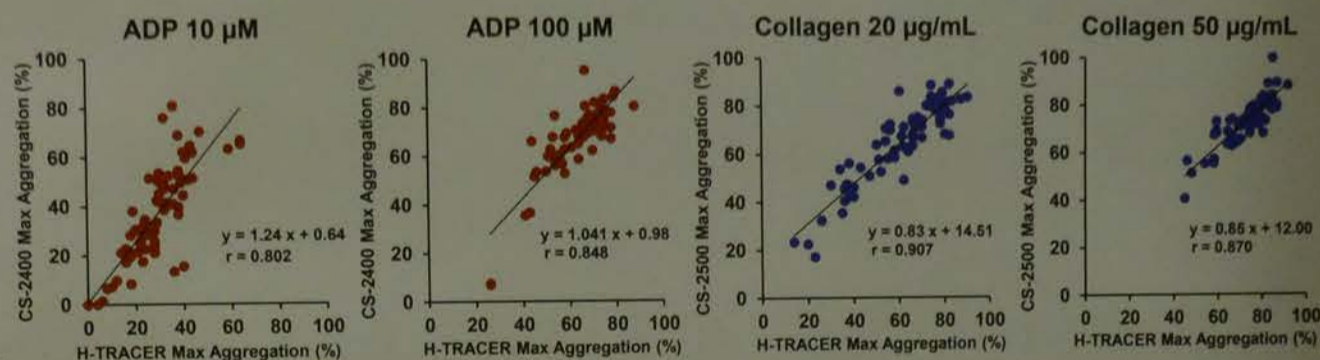 ADP 10 µM
CS-2400 Max Aggregation (%)
100
80
60
40
20
0
0 20 40 60 80 100
y = 1.24 x + 0.64
r = 0.802
H-TRACER Max Aggregation (%)
ADP 100 µM
CS-2400 Max Aggregation (%)
100
80
60
40
20
0
0 20 40 60 80 100
y = 1.041 x + 0.98
r = 0.848
H-TRACER Max Aggregation (%)
Collagen 20 µg/mL
CS-2500 Max Aggregation (%)
100
80
60
40
20
0
0 20 40 60 80 100
y = 0.83 x + 14.51
r = 0.907
H-TRACER Max Aggregation (%)
Collagen 50 µg/mL
CS-2500 Max Aggregation (%)
100
80
60
40
20
0
0 20 40 60 80 100
y = 0.85 x + 12.00
r = 0.870
H-TRACER Max Aggregation (%)